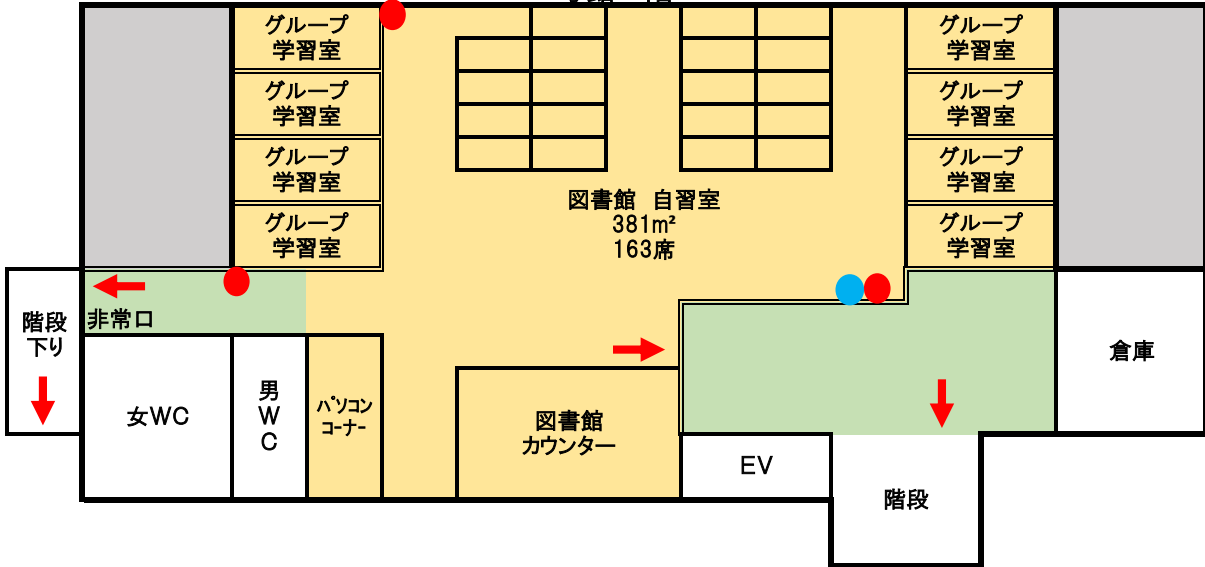 グループ
学習室
グループ
学習室
グループ
学習室
グループ
学習室
グループ
学習室
グループ
学習室
グループ
学習室
グループ
学習室
図書館 自習室
381m²
163席
非常口
階段
下り
女WC
男
W
C
パソコン
コーナー
図書館
カウンター
EV
階段
倉庫